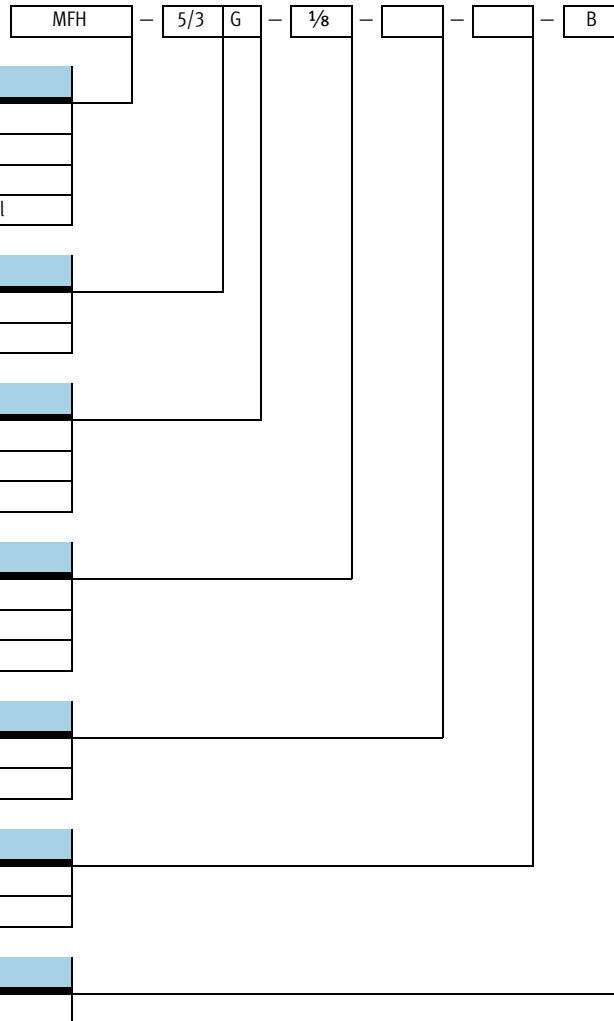 MFH – 5/3 G – ⅛ – – – B
l